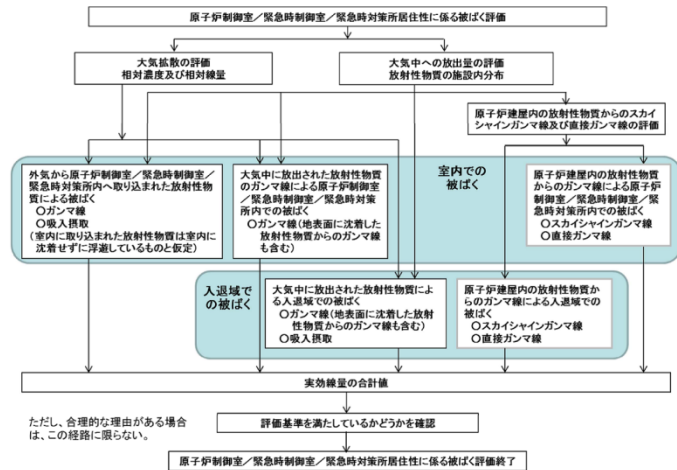 原子炉制御室／緊急時制御室／緊急時対策所居住性に係る被ばく評価
大気拡散の評価
相対濃度及び相対線量
大気中への放出量の評価
放射性物質の施設内分布
原子炉建屋内の放射性物質からのスカイ
シャインガンマ線及び直接ガンマ線の評価
室内での
被ばく
外気から原子炉制御室／緊急時制御室／
緊急時対策所内へ取り込まれた放射性物
質による被ばく
〇ガンマ線
〇吸入摂取
(室内に取り込まれた放射性物質は室内に
沈着せずに浮遊しているものと仮定)
大気中に放出された放射性物質
のガンマ線による原子炉制御室
／緊急時制御室／緊急時対策
所内での被ばく
〇ガンマ線(地表面に沈着した
放射性物質からのガンマ線
も含む)
原子炉建屋内の放射性物質
からのガンマ線による原子炉
制御室／緊急時制御室／緊
急時対策所内での被ばく
〇スカイシャインガンマ線
〇直接ガンマ線
入退域で
の被ばく
大気中に放出された放射性物質によ
る入退域での被ばく
〇ガンマ線(地表面に沈着した放射
性物質からのガンマ線も含む)
〇吸入摂取
原子炉建屋内の放射性物質
からのガンマ線による入退域での
被ばく
〇スカイシャインガンマ線
〇直接ガンマ線
実効線量の合計値
ただし、合理的な理由がある場合
は、この経路に限らない。
評価基準を満たしているかどうかを確認
原子炉制御室／緊急時制御室／緊急時対策所居住性に係る被ばく評価終了